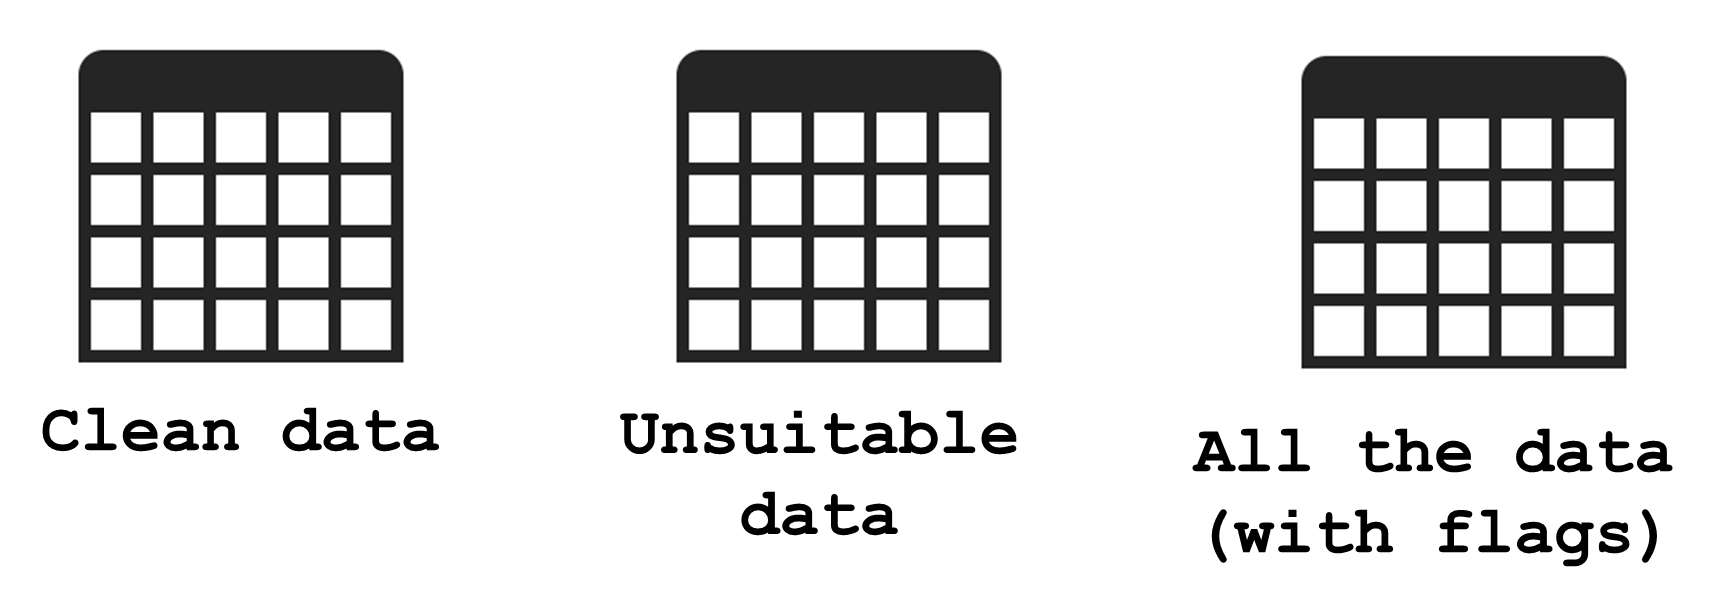 Clean data
Unsuitable
data
All the data
(with flags)